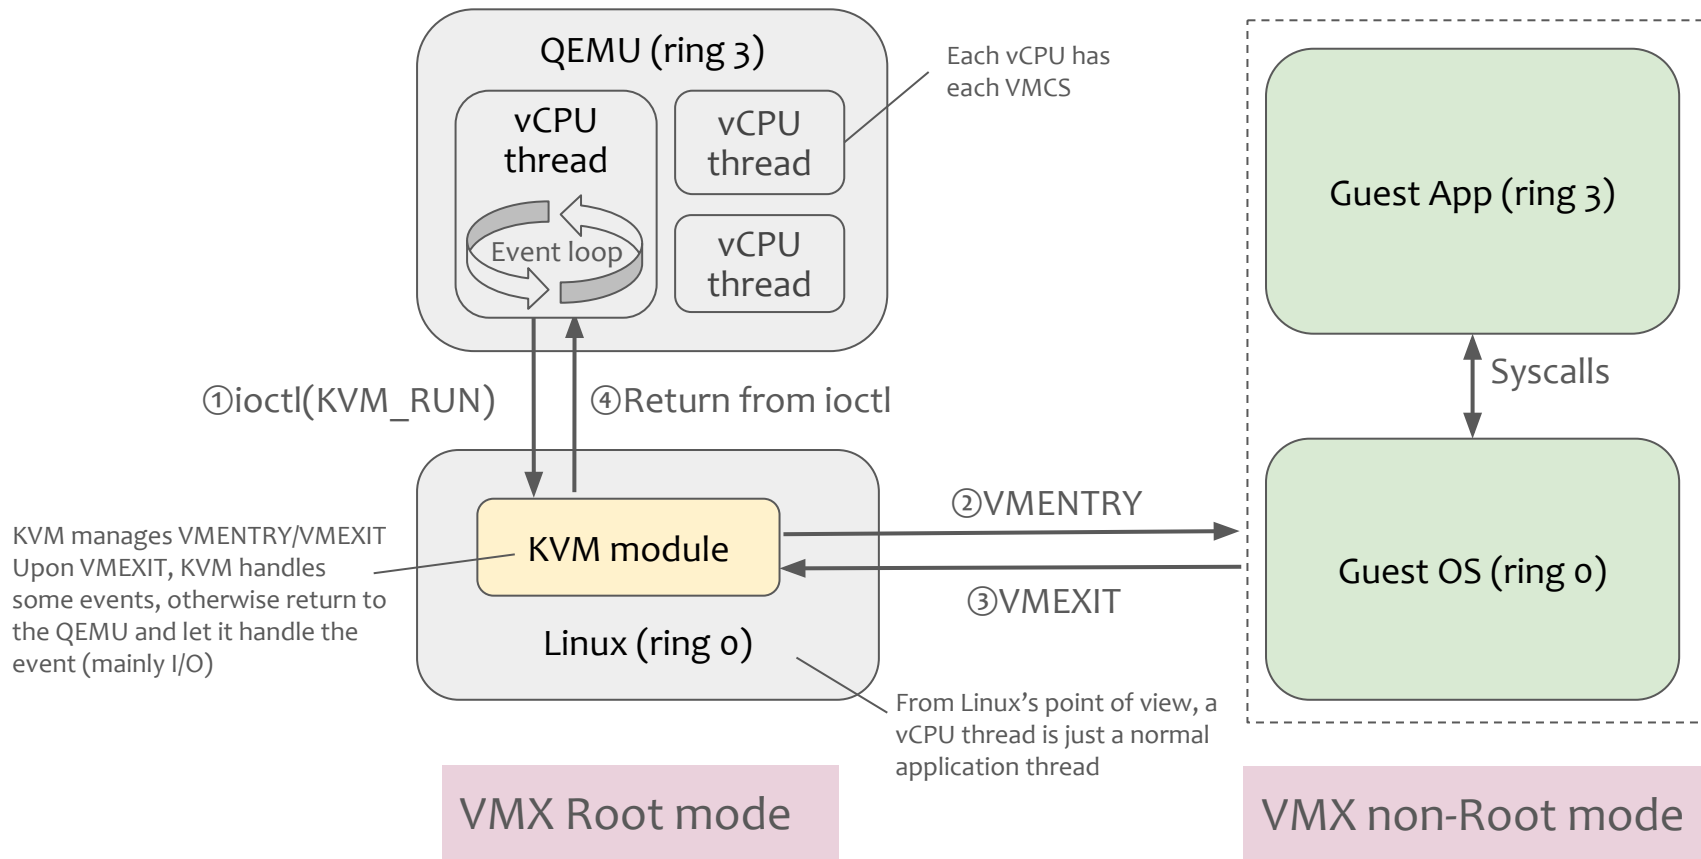 QEMU (ring 3)
vCPU
thread
Event loop
vCPU
thread
vCPU
thread
Each vCPU has
each VMCS
①ioctl(KVM_RUN)
④Return from ioctl
KVM module
Linux (ring 0)
KVM manages VMENTRY/VMEXIT
Upon VMEXIT, KVM handles
some events, otherwise return to
the QEMU and let it handle the
event (mainly I/O)
②VMENTRY
③VMEXIT
From Linux’s point of view, a
vCPU thread is just a normal
application thread
Guest App (ring 3)
Syscalls
Guest OS (ring 0)
VMX Root mode
VMX non-Root mode